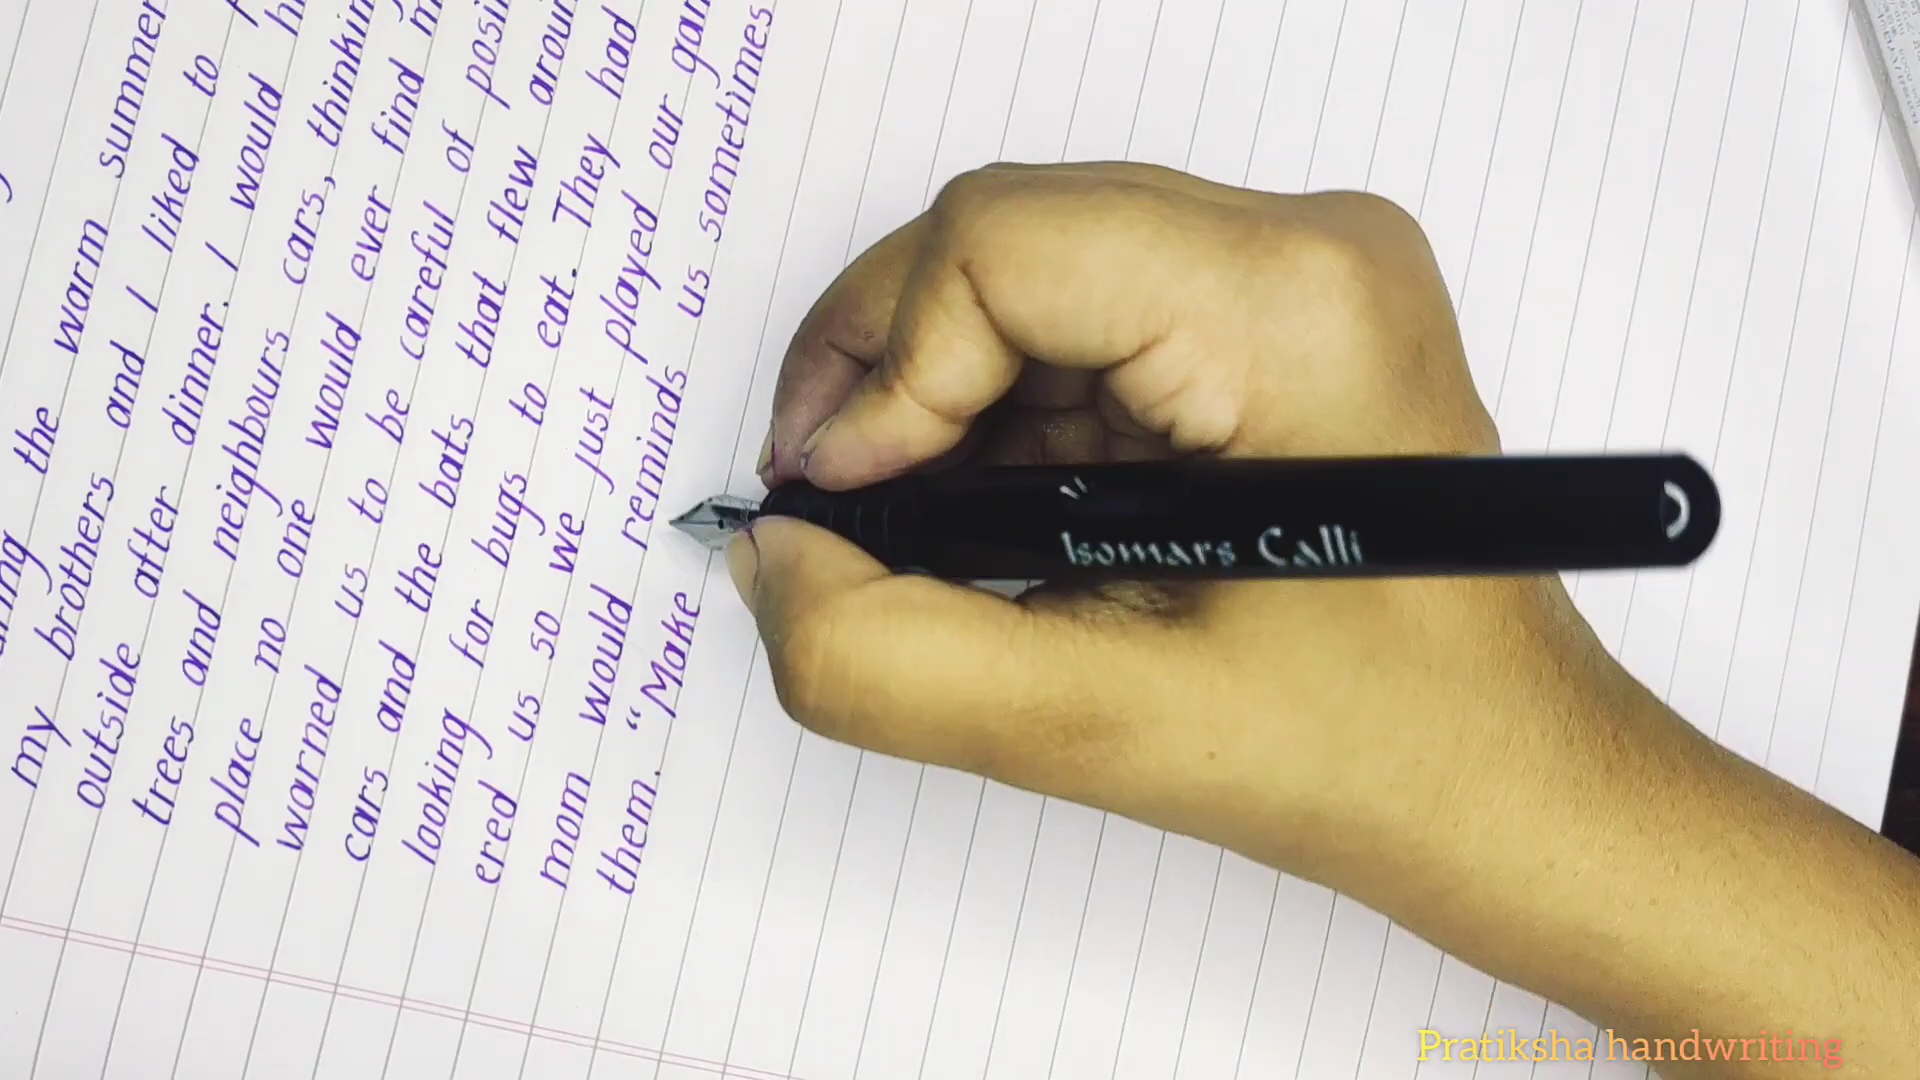 the warm summer
my brothers and I liked to
outside after dinner. I would
trees and neighbours cars,
place no one would ever find
warned us to be careful of
cars and the bats that flew
looking for bugs to eat. They had
ered us so we just played our
mom would reminds us sometimes
them. "Make
Isomars Calli
Pratiksha handwriting